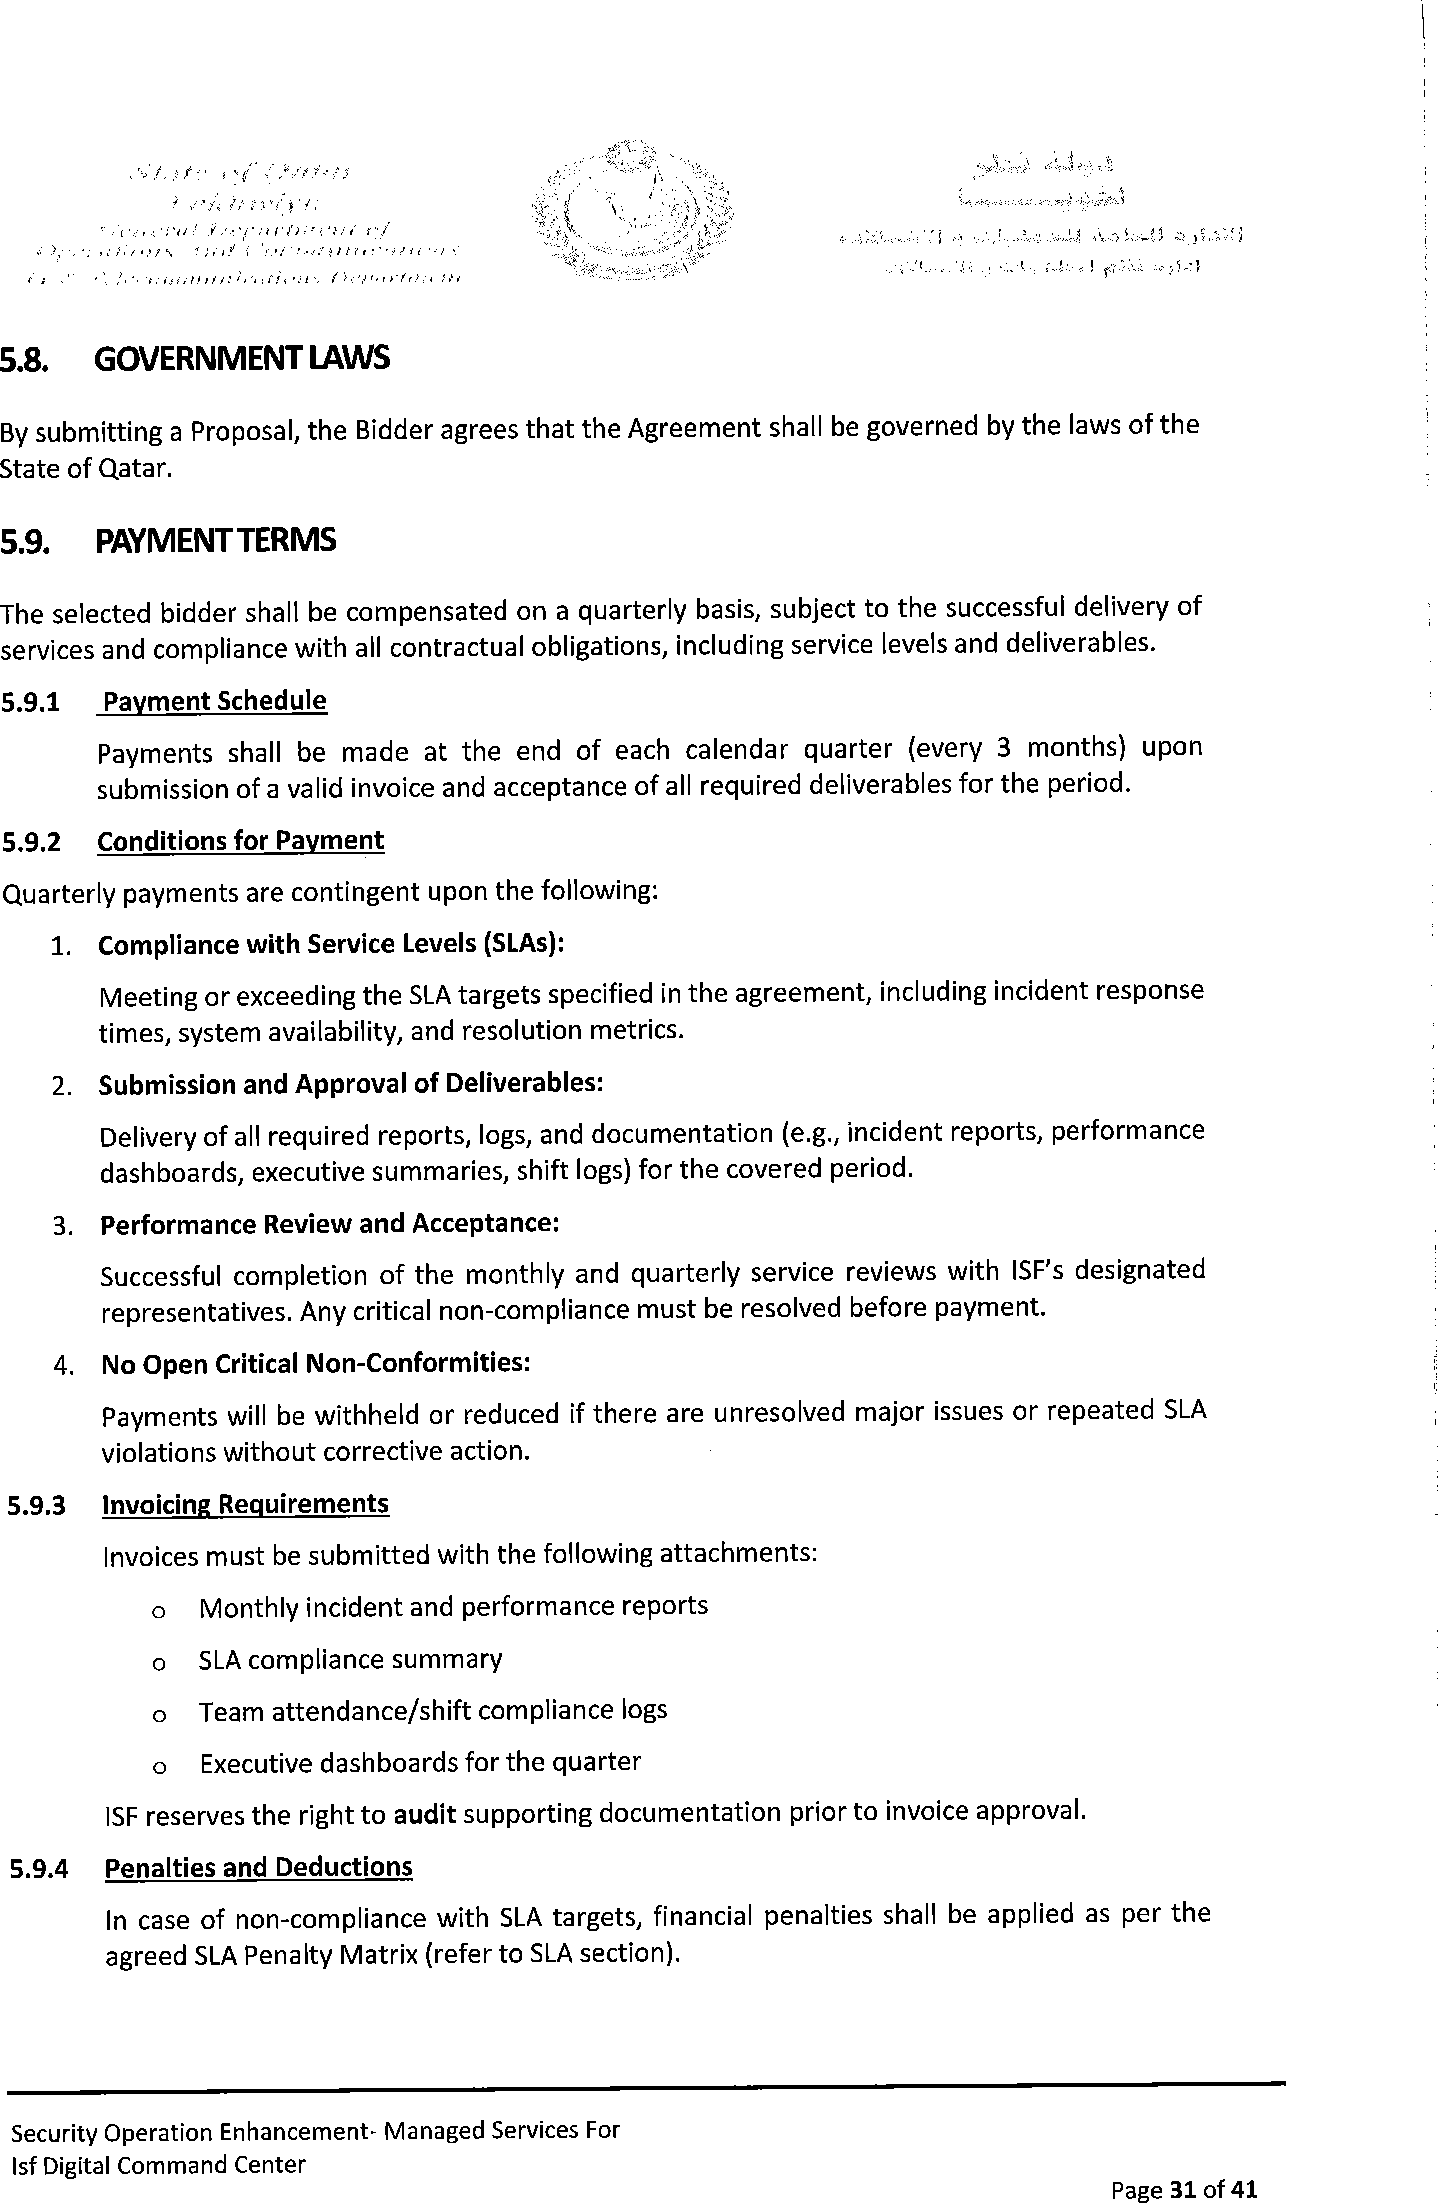 State of Qatar
Lekhwiya
General Department of
Operations and Communications
Telecommunications Department
دولة قطر
لخويا
5.8. GOVERNMENT LAWS
By submitting a Proposal, the Bidder agrees that the Agreement shall be governed by the laws of the
State of Qatar.
5.9. PAYMENT TERMS
The selected bidder shall be compensated on a quarterly basis, subject to the successful delivery of
services and compliance with all contractual obligations, including service levels and deliverables.
5.9.1 Payment Schedule
Payments shall be made at the end of each calendar quarter (every 3 months) upon
submission of a valid invoice and acceptance of all required deliverables for the period.
5.9.2 Conditions for Payment
Quarterly payments are contingent upon the following:
1. Compliance with Service Levels (SLAs):
Meeting or exceeding the SLA targets specified in the agreement, including incident response
times, system availability, and resolution metrics.
2. Submission and Approval of Deliverables:
Delivery of all required reports, logs, and documentation (e.g., incident reports, performance
dashboards, executive summaries, shift logs) for the covered period.
3. Performance Review and Acceptance:
Successful completion of the monthly and quarterly service reviews with ISF's designated
representatives. Any critical non-compliance must be resolved before payment.
4. No Open Critical Non-Conformities:
Payments will be withheld or reduced if there are unresolved major issues or repeated SLA
violations without corrective action.
5.9.3 Invoicing Requirements
Invoices must be submitted with the following attachments:
o Monthly incident and performance reports
o SLA compliance summary
o Team attendance/shift compliance logs
o Executive dashboards for the quarter
ISF reserves the right to audit supporting documentation prior to invoice approval.
5.9.4 Penalties and Deductions
In case of non-compliance with SLA targets, financial penalties shall be applied as per the
agreed SLA Penalty Matrix (refer to SLA section).
Security Operation Enhancement- Managed Services For
Isf Digital Command Center
Page 31 of 41